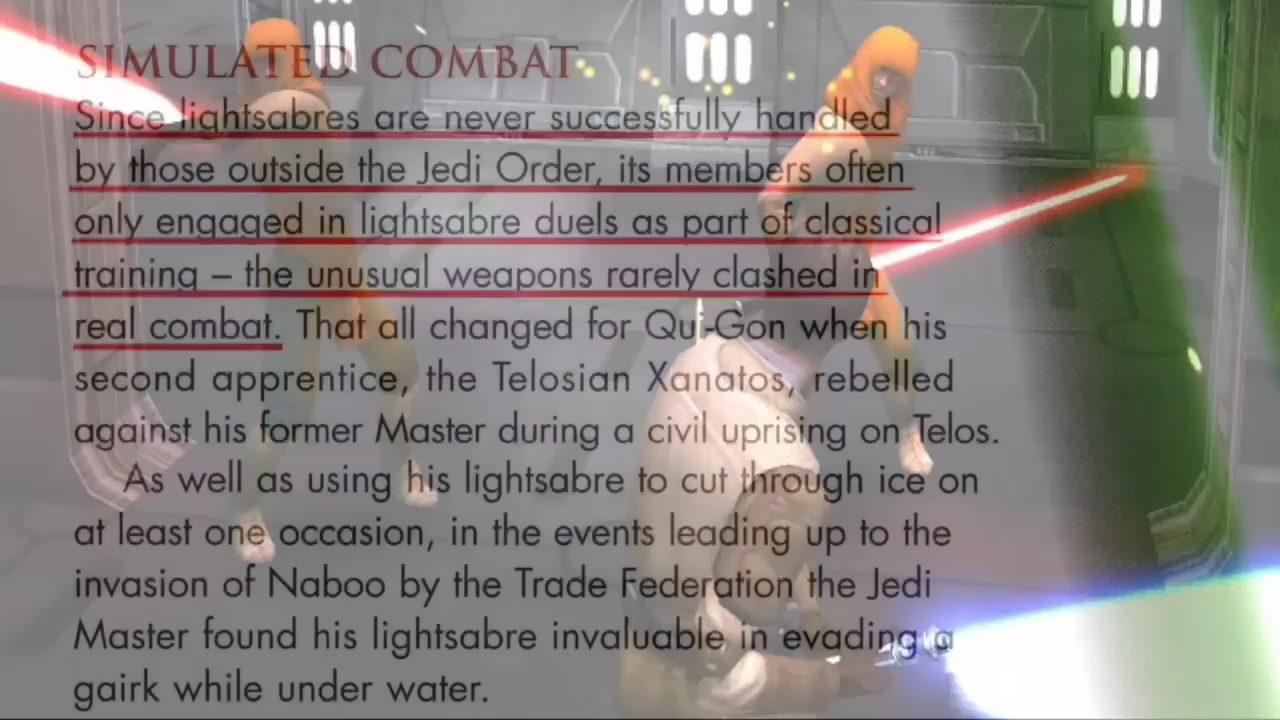 SIMULATED COMBAT
Since lightsabres are never successfully handled
by those outside the Jedi Order, its members often
only engaged in lightsabre duels as part of classical
training – the unusual weapons rarely clashed in
real combat. That all changed for Qui-Gon when his
second apprentice, the Telosian Xanatos, rebelled
against his former Master during a civil uprising on Telos.
As well as using his lightsabre to cut through ice on
at least one occasion, in the events leading up to the
invasion of Naboo by the Trade Federation the Jedi
Master found his lightsabre invaluable in evading a
gairk while under water.